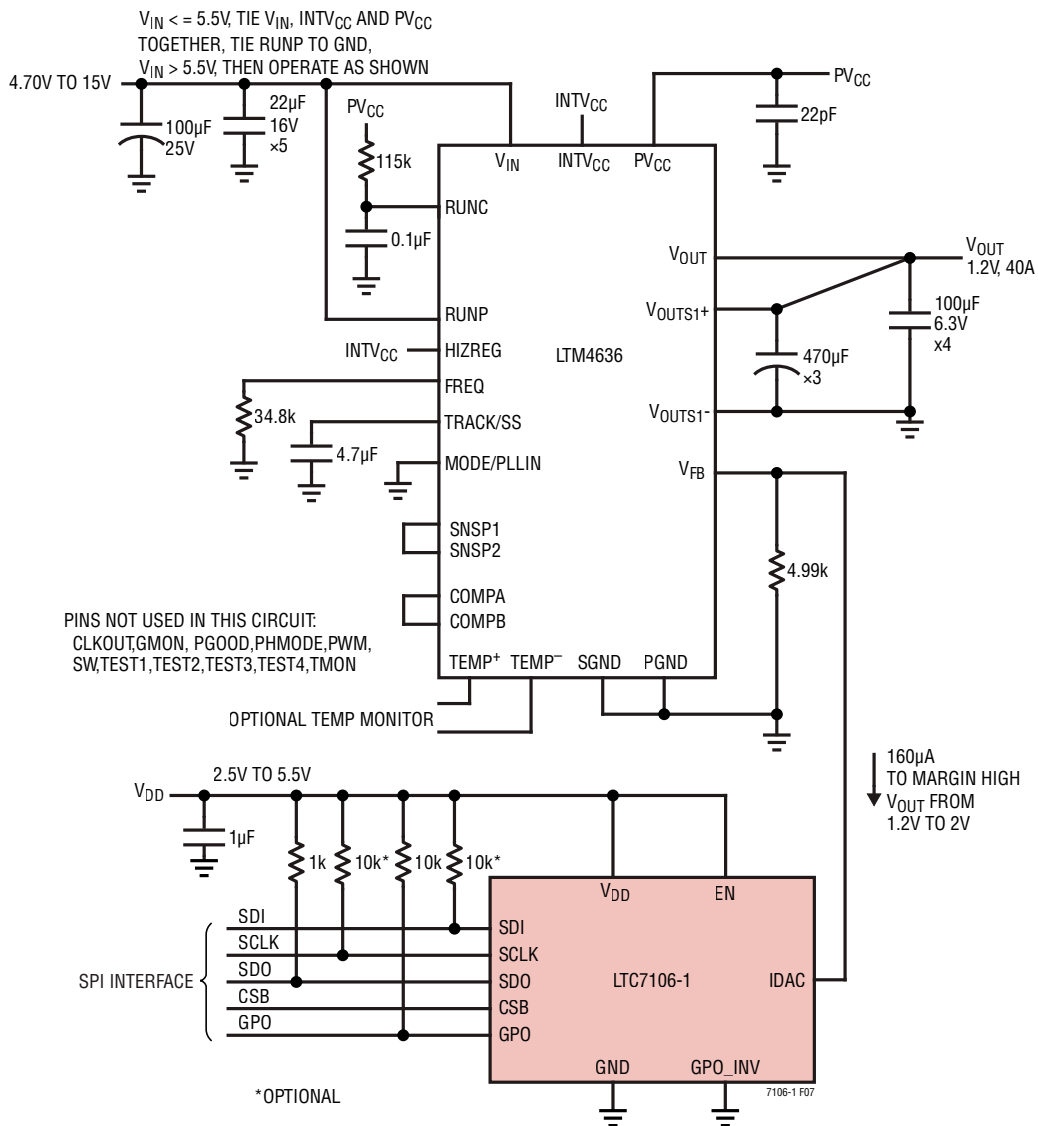 VIN <= 5.5V, TIE VIN, INTVCC AND PVCC
TOGETHER, TIE RUNP TO GND,
VIN > 5.5V, THEN OPERATE AS SHOWN
4.70V TO 15V
100µF
25V
22µF
16V
×5
PVCC
115k
0.1µF
INTVCC
PVCC
22pF
VIN
INTVCC
PVCC
RUNC
RUNP
INTVCC
HIZREG
FREQ
34.8k
TRACK/SS
4.7µF
MODE/PLLIN
SNSP1
SNSP2
COMPA
COMPB
LTM4636
VOUT
VOUTS1+
VOUTS1-
VFB
VOUT
1.2V, 40A
100µF
6.3V
x4
470µF
×3
4.99k
TEMP+
TEMP–
SGND
PGND
PINS NOT USED IN THIS CIRCUIT:
CLKOUT,GMON, PGOOD,PHMODE,PWM,
SW,TEST1,TEST2,TEST3,TEST4,TMON
OPTIONAL TEMP MONITOR
160µA
TO MARGIN HIGH
VOUT FROM
1.2V TO 2V
VDD
2.5V TO 5.5V
1µF
1k
10k*
10k
10k*
VDD
EN
SPI INTERFACE
SDI
SCLK
SDO
CSB
GPO
SDI
SCLK
SDO
CSB
GPO
LTC7106-1
IDAC
GND
GPO_INV
7106-1 F07
*OPTIONAL